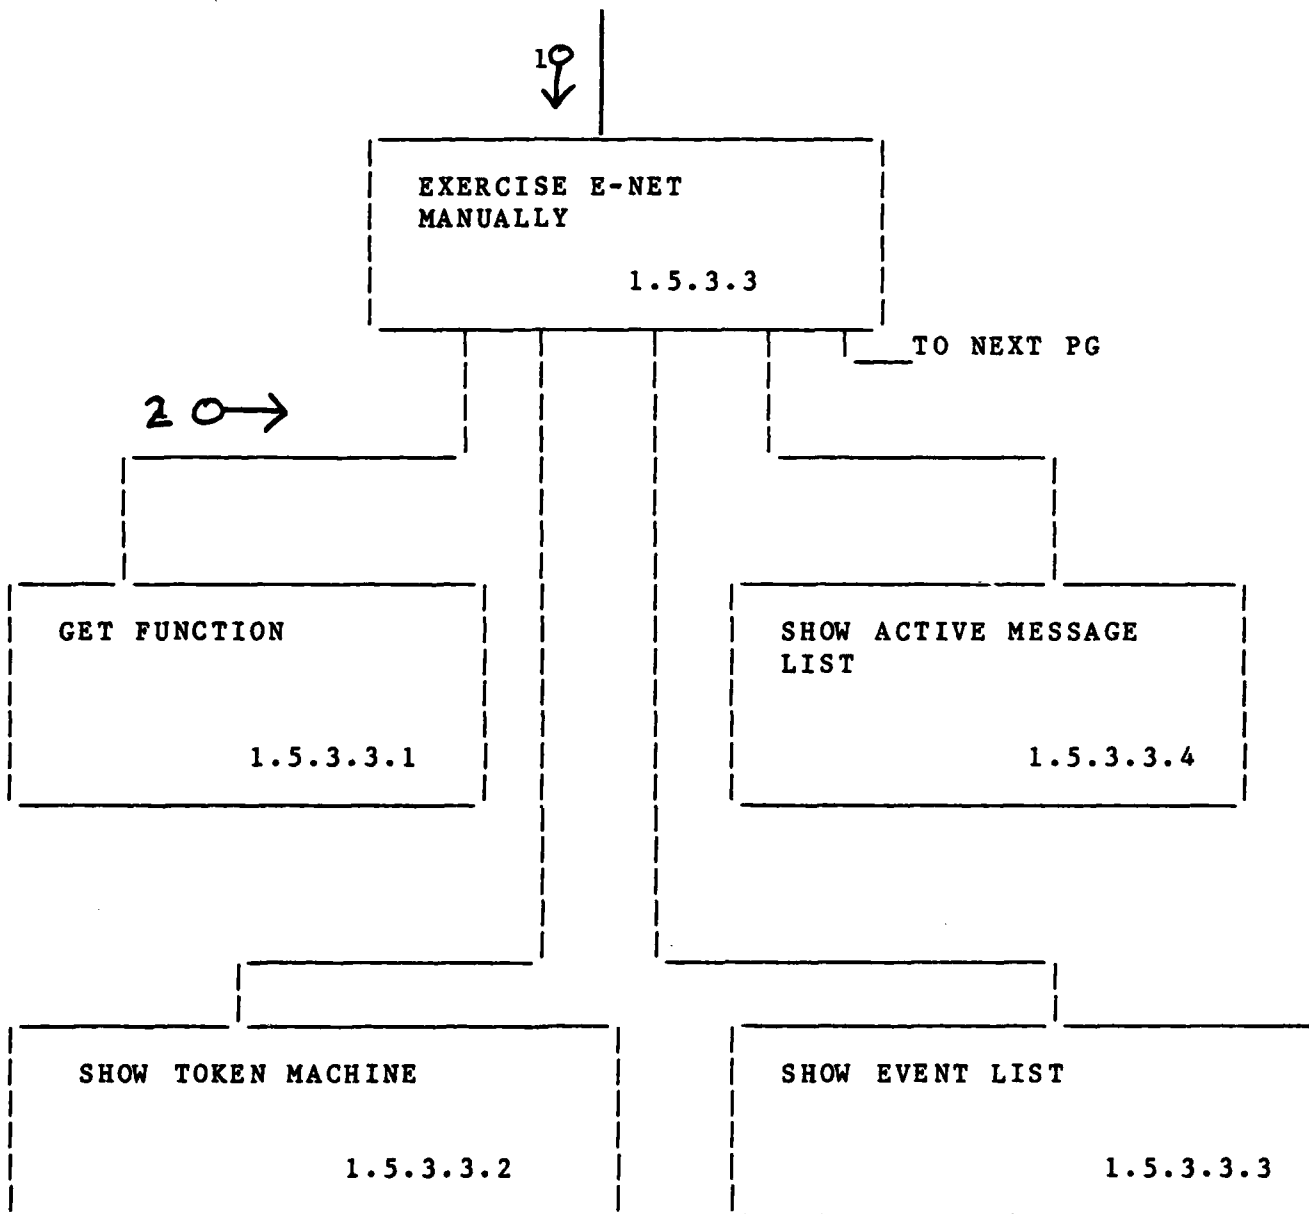 1
EXERCISE E-NET
MANUALLY
1.5.3.3
TO NEXT PG
2
GET FUNCTION
1.5.3.3.1
SHOW ACTIVE MESSAGE
LIST
1.5.3.3.4
SHOW TOKEN MACHINE
1.5.3.3.2
SHOW EVENT LIST
1.5.3.3.3